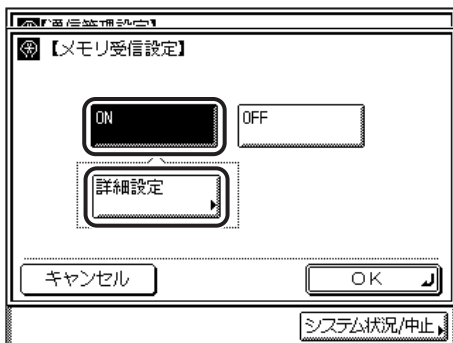 【通信管理設定】
【メモリ受信設定】
ON
OFF
詳細設定
キャンセル
OK
システム状況/中止